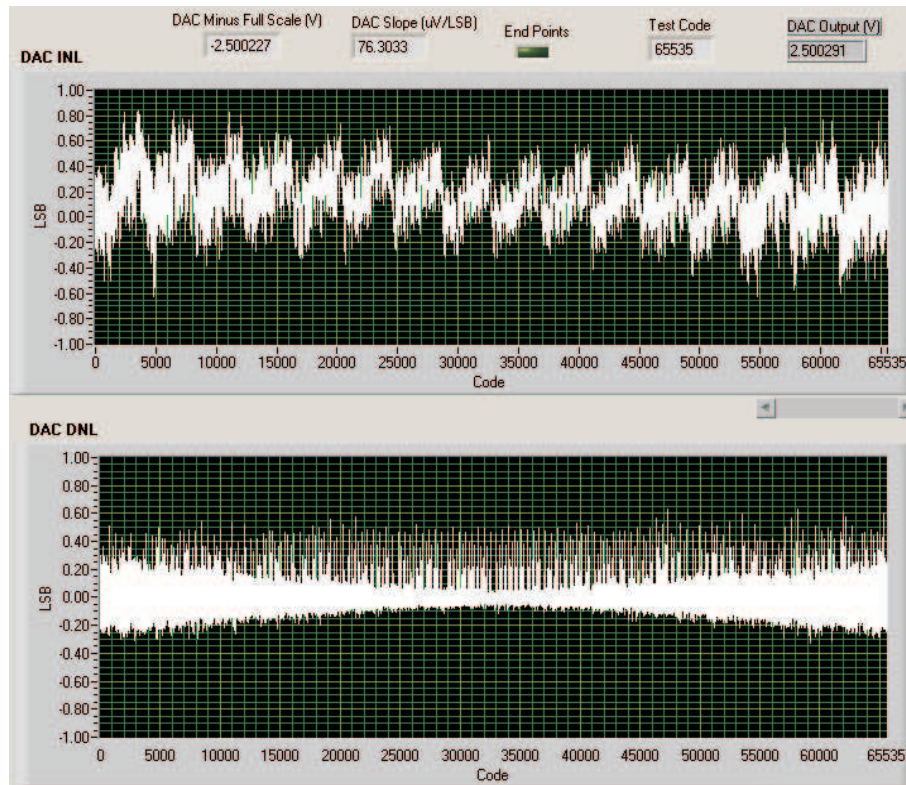 DAC Minus Full Scale (V)
-2.500227
DAC Slope (uV/LSB)
76.3033
End Points
Test Code
65535
DAC Output (V)
2.500291
DAC INL
1.00
0.80
0.60
0.40
0.20
0.00
-0.20
-0.40
-0.60
-0.80
-1.00
LSB
0 5000 10000 15000 20000 25000 30000 35000 40000 45000 50000 55000 60000 65535
Code
DAC DNL
1.00
0.80
0.60
0.40
0.20
0.00
-0.20
-0.40
-0.60
-0.80
-1.00
LSB
0 5000 10000 15000 20000 25000 30000 35000 40000 45000 50000 55000 60000 65535
Code